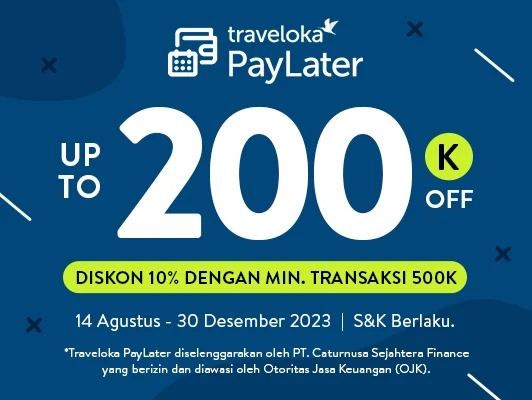 traveloka
PayLater
UP TO 200 K OFF
DISKON 10% DENGAN MIN. TRANSAKSI 500K
14 Agustus - 30 Desember 2023 | S&K Berlaku.
*Traveloka PayLater diselenggarakan oleh PT. Caturnusa Sejahtera Finance
yang berizin dan diawasi oleh Otoritas Jasa Keuangan (OJK).